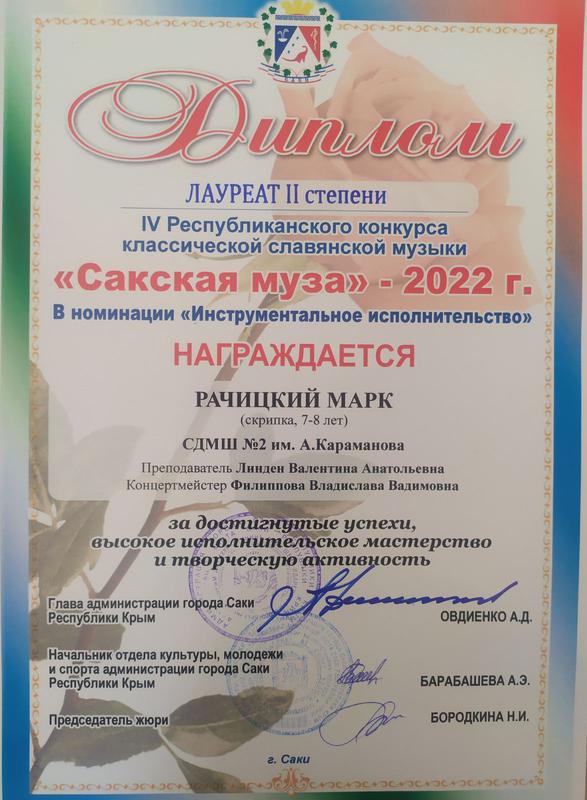 САКИ
Диплом
ЛАУРЕАТ II степени
IV Республиканского конкурса
классической славянской музыки
«Сакская муза» - 2022 г.
В номинации «Инструментальное исполнительство»
НАГРАЖДАЕТСЯ
РАЧИЦКИЙ МАРК
(скрипка, 7-8 лет)
СДМШ №2 им. А.Караманова
Преподаватель Линден Валентина Анатольевна
Концертмейстер Филиппова Владислава Вадимовна
за достигнутые успехи,
высокое исполнительское мастерство
и творческую активность
Глава администрации города Саки
Республики Крым
ОВДИЕНКО А.Д.
Начальник отдела культуры, молодежи
и спорта администрации города Саки
Республики Крым
БАРАБАШЕВА А.Э.
Председатель жюри
БОРОДКИНА Н.И.
г. Саки